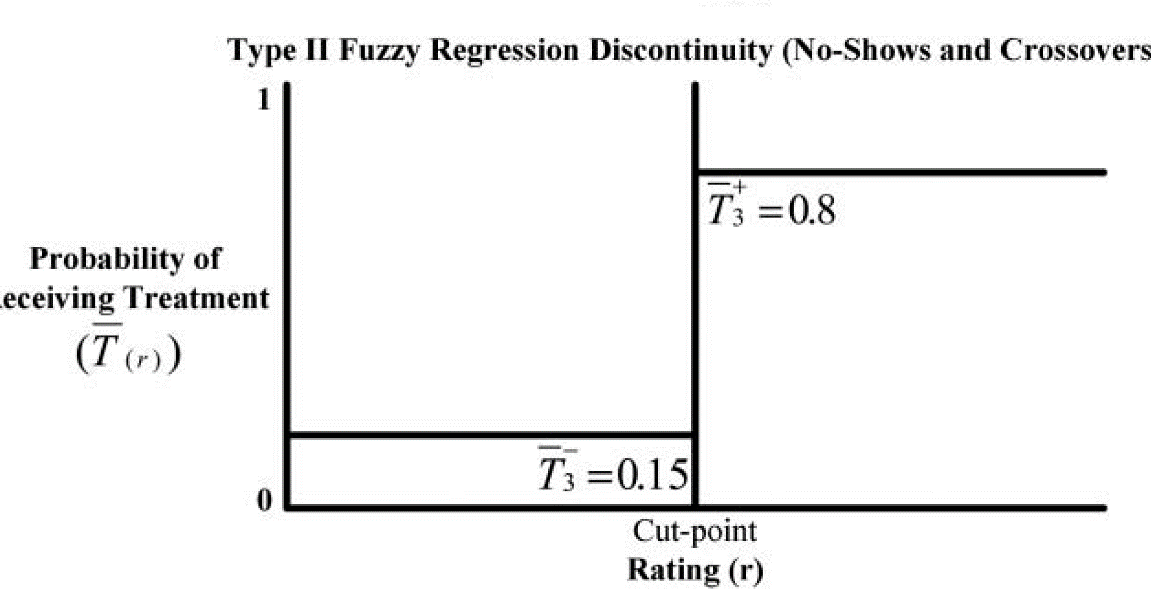 Type II Fuzzy Regression Discontinuity (No-Shows and Crossovers
1
T̅₃⁺ =0.8
Probability of
eceiving Treatment
(T̅ (r))
T̅₃⁻ =0.15
0
Cut-point
Rating (r)